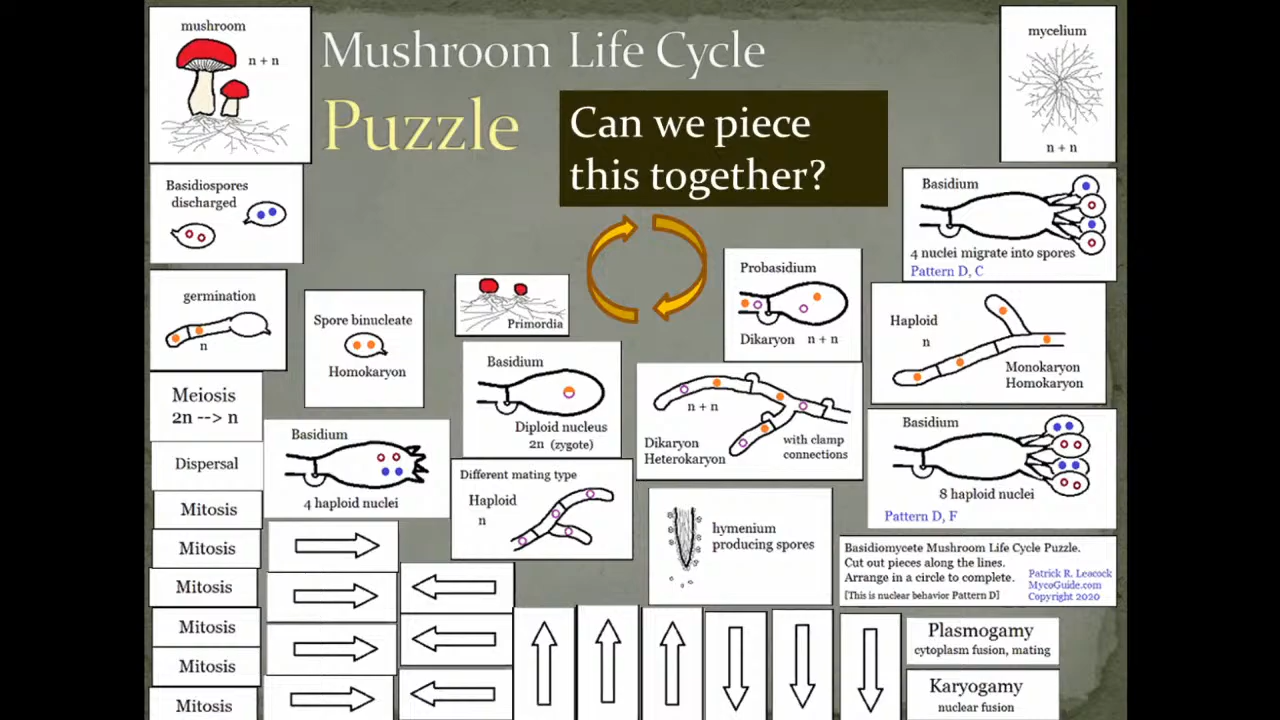 Mushroom Life Cycle
Puzzle
Can we piece
this together?
mushroom
n + n
mycelium
n + n
Basidiospores
discharged
Basidium
4 nuclei migrate into spores
Pattern D, C
germination
n
Spore binucleate
Homokaryon
Primordia
Probasidium
Dikaryon n + n
Haploid
n
Monokaryon
Homokaryon
Meiosis
2n --> n
Basidium
Diploid nucleus
2n (zygote)
n + n
Dikaryon
Heterokaryon
with clamp
connections
Basidium
8 haploid nuclei
Pattern D, F
Dispersal
Basidium
4 haploid nuclei
Different mating type
Haploid
n
hymenium
producing spores
Mitosis
Mitosis
Mitosis
Mitosis
Mitosis
Mitosis
Basidiomecete Mushroom Life Cycle Puzzle.
Cut out pieces along the lines.
Arrange in a circle to complete.
[This is nuclear behavior Pattern D]
Patrick R. Leacock
MycoGuide.com
Copyright 2020
Plasmogamy
cytoplasm fusion, mating
Karyogamy
nuclear fusion